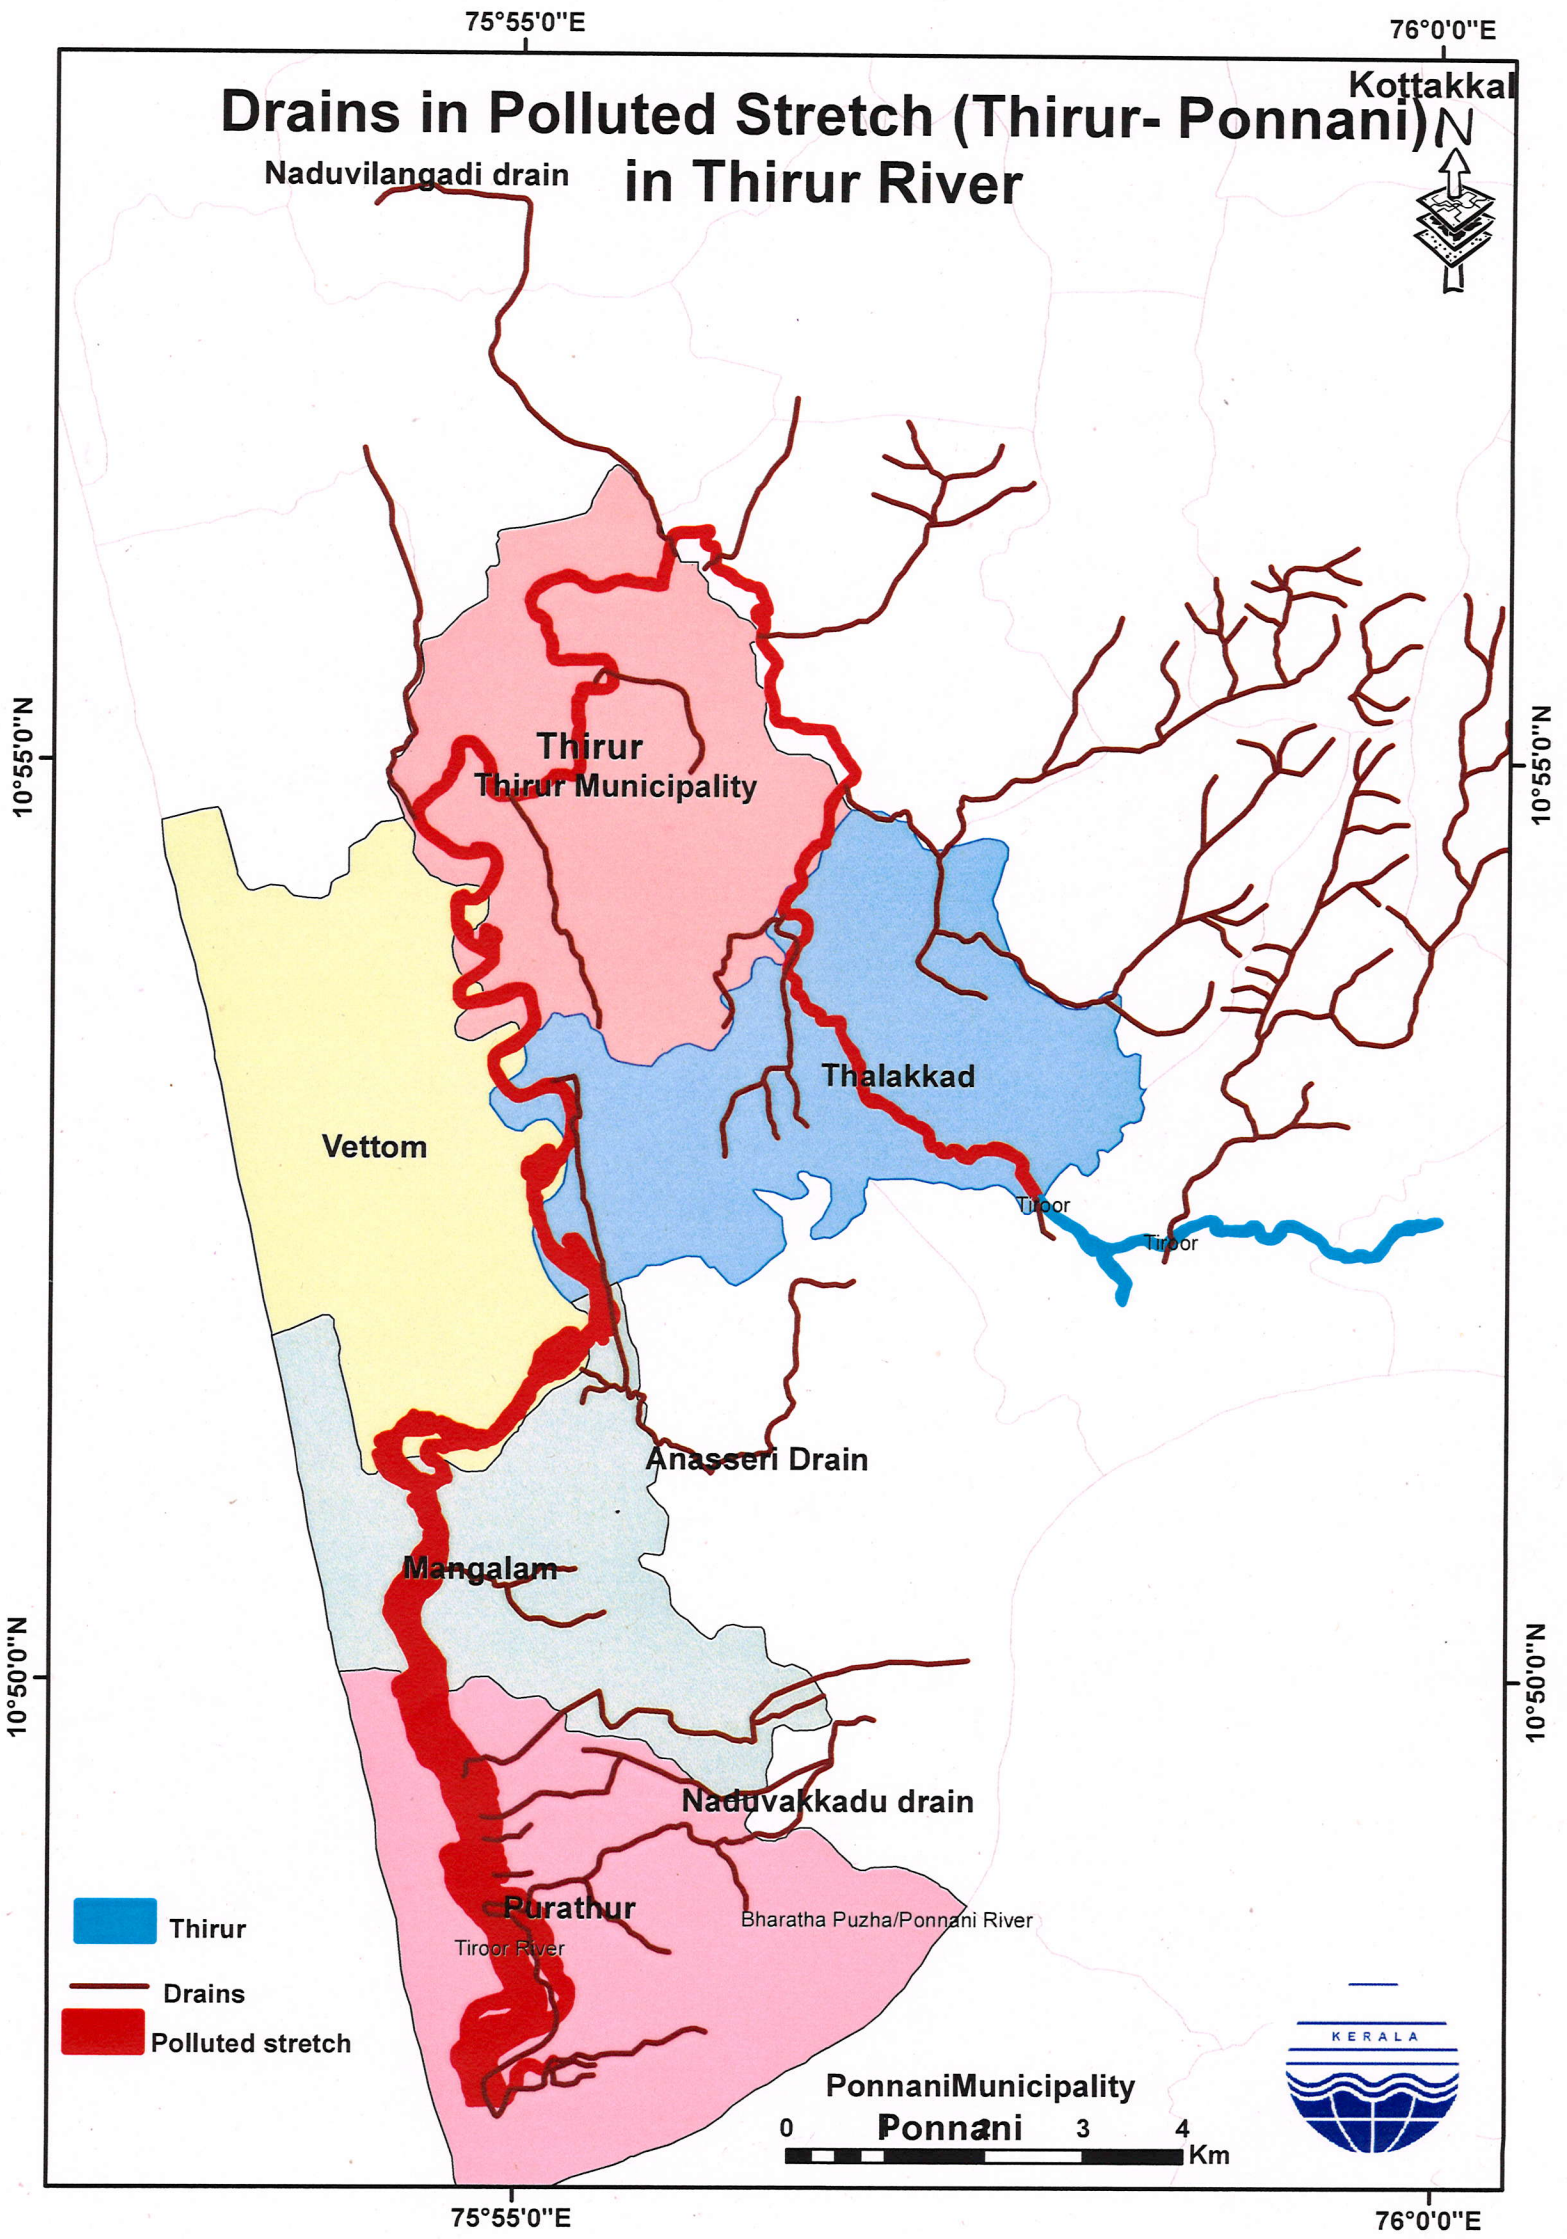 75°55'0"E
76°0'0"E
Kottakkal
Drains in Polluted Stretch (Thirur- Ponnani)
N
in Thirur River
Naduvilangadi drain
10°55'0"N
10°55'0"N
Thirur
Thirur Municipality
Thalakkad
Vettom
Tiroor
Tiroor
Anasseri Drain
Mangalam
10°50'0"N
10°50'0"N
Naduvakkadu drain
Purathur
Bharatha Puzha/Ponnani River
Tiroor River
Thirur
Drains
Polluted stretch
KERALA
PonnaniMunicipality
Ponnani
0 1 2 3 4
Km
75°55'0"E
76°0'0"E